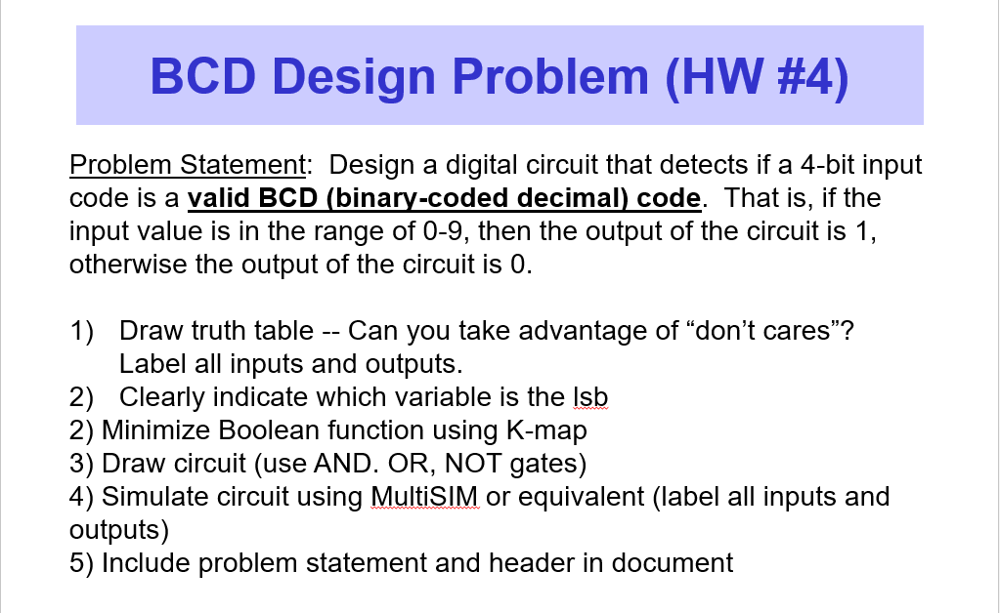 BCD Design Problem (HW #4)
Problem Statement:  Design a digital circuit that detects if a 4-bit input
code is a valid BCD (binary-coded decimal) code.  That is, if the
input value is in the range of 0-9, then the output of the circuit is 1,
otherwise the output of the circuit is 0.
1) Draw truth table -- Can you take advantage of “don’t cares”?
Label all inputs and outputs.
2) Clearly indicate which variable is the lsb
2) Minimize Boolean function using K-map
3) Draw circuit (use AND. OR, NOT gates)
4) Simulate circuit using MultiSIM or equivalent (label all inputs and
outputs)
5) Include problem statement and header in document